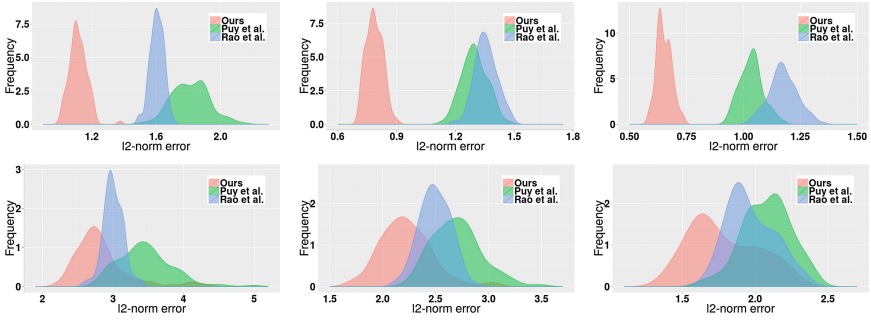 Frequency
7.5
5.0
2.5
0.0
1.2 1.6 2.0
l2-norm error
Ours
Puy et al.
Rao et al.
Frequency
7.5
5.0
2.5
0.0
0.6 0.9 1.2 1.5 1.8
l2-norm error
Ours
Puy et al.
Rao et al.
Frequency
10
5
0
0.50 0.75 1.00 1.25 1.50
l2-norm error
Ours
Puy et al.
Rao et al.
Frequency
3
2
1
0
2 3 4 5
l2-norm error
Ours
Puy et al.
Rao et al.
Frequency
2
1
0
1.5 2.0 2.5 3.0 3.5
l2-norm error
Ours
Puy et al.
Rao et al.
Frequency
2
1
0
1.5 2.0 2.5
l2-norm error
Ours
Puy et al.
Rao et al.